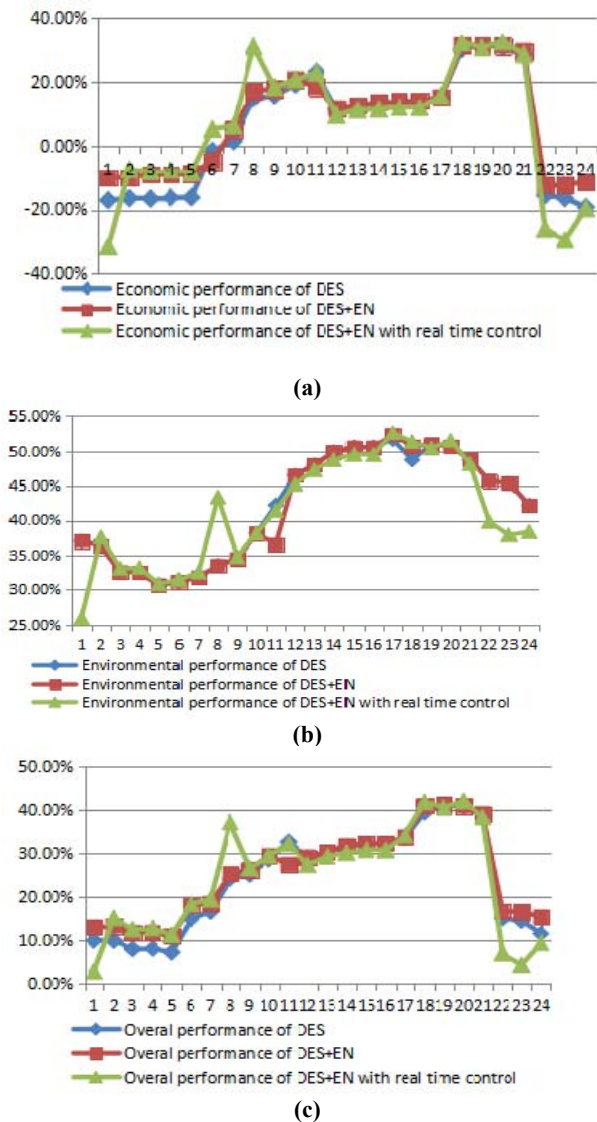 40.00%
20.00%
0.00%
1 2 3 4 5 6 7 8 9 10 11 12 13 14 15 16 17 18 19 20 21 22 23 24
-20.00%
-40.00%
Economic performance of DES
Economic performance of DES+EN
Economic performance of DES+EN with real time control
(a)
55.00%
50.00%
45.00%
40.00%
35.00%
30.00%
25.00%
1 2 3 4 5 6 7 8 9 10 11 12 13 14 15 16 17 18 19 20 21 22 23 24
Environmental performance of DES
Environmental performance of DES+EN
Environmental performance of DES+EN with real time control
(b)
50.00%
40.00%
30.00%
20.00%
10.00%
0.00%
1 2 3 4 5 6 7 8 9 10 11 12 13 14 15 16 17 18 19 20 21 22 23 24
Overal performance of DES
Overal performance of DES+EN
Overal performance of DES+EN with real time control
(c)